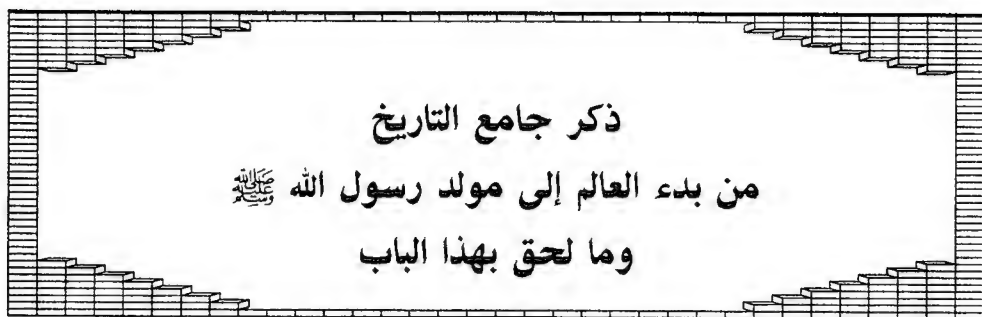 ذكر جامع التاريخ
من بدء العالم إلى مولد رسول الله ﷺ
وما لحق بهذا الباب